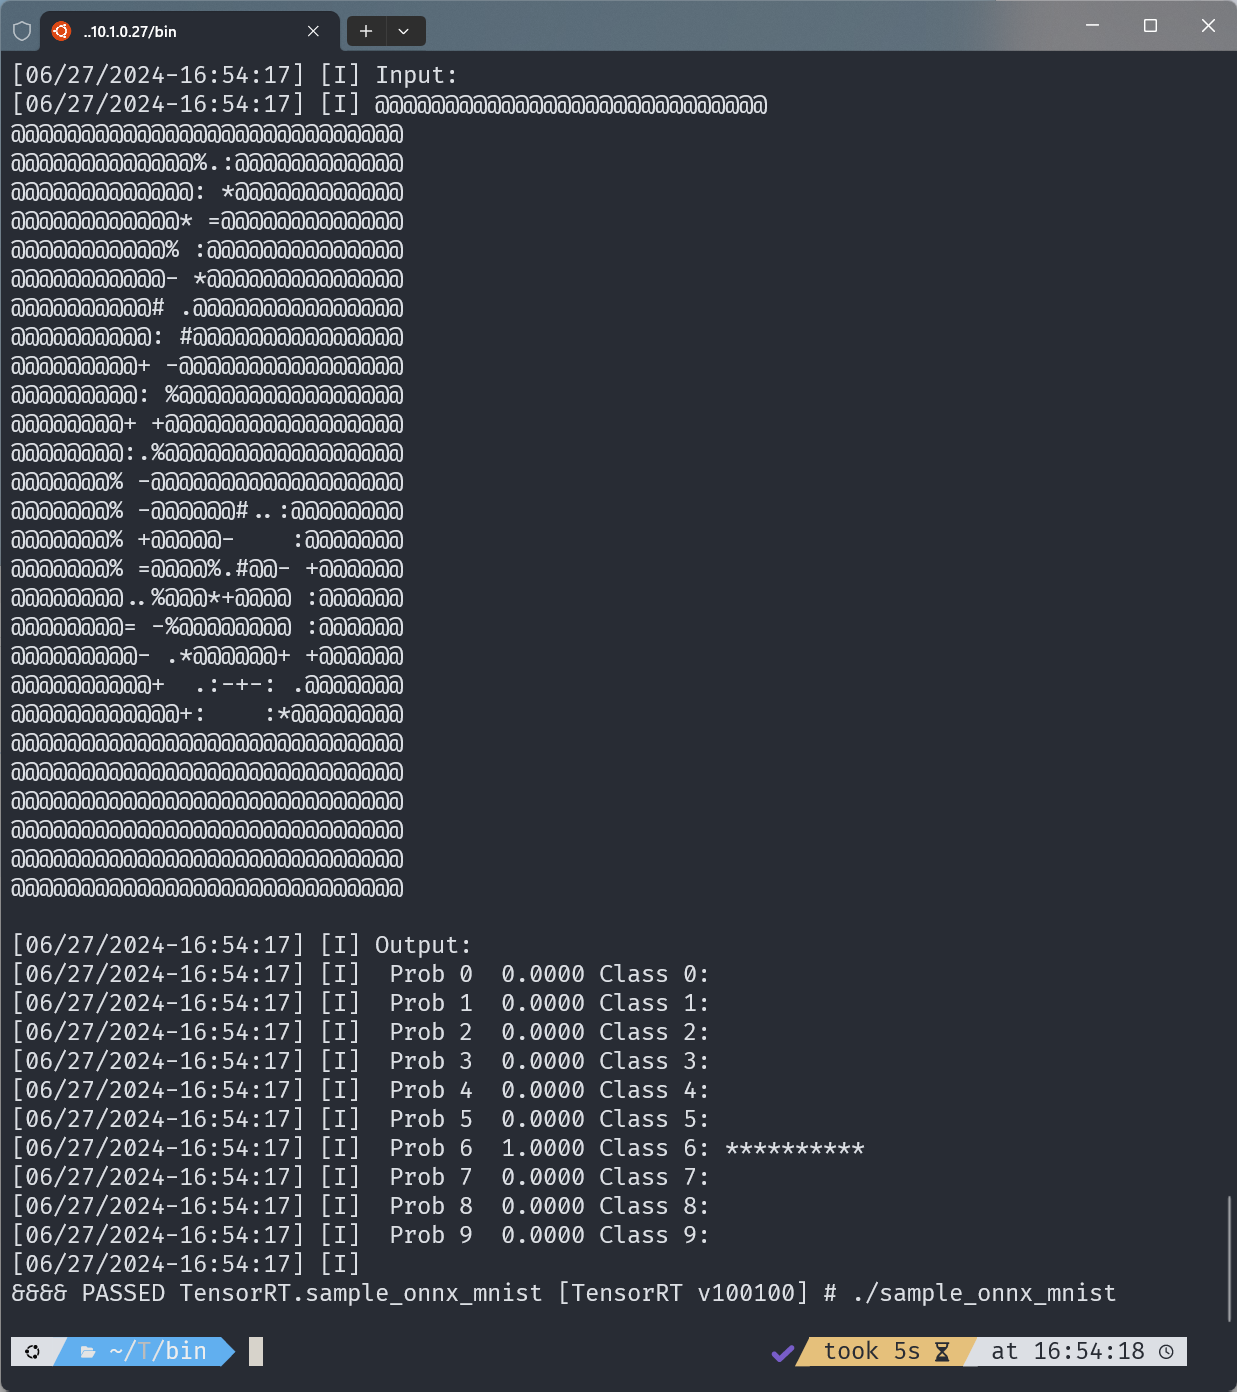 ..10.1.0.27/bin
[06/27/2024-16:54:17] [I] Input:
[06/27/2024-16:54:17] [I] @@@@@@@@@@@@@@@@@@@@@@@@@@@@
@@@@@@@@@@@@@@@@@@@@@@@@@@@@
@@@@@@@@@@@@@%.:@@@@@@@@@@@@
@@@@@@@@@@@@@: *@@@@@@@@@@@@
@@@@@@@@@@@@* =@@@@@@@@@@@@@
@@@@@@@@@@@% :@@@@@@@@@@@@@@
@@@@@@@@@@@- *@@@@@@@@@@@@@@
@@@@@@@@@@# .@@@@@@@@@@@@@@@
@@@@@@@@@@: #@@@@@@@@@@@@@@@
@@@@@@@@@+ -@@@@@@@@@@@@@@@@
@@@@@@@@@: %@@@@@@@@@@@@@@@@
@@@@@@@@+ +@@@@@@@@@@@@@@@@@
@@@@@@@@:.%@@@@@@@@@@@@@@@@@
@@@@@@@% -@@@@@@@@@@@@@@@@@@
@@@@@@@% -@@@@@@#..:@@@@@@@@
@@@@@@@% +@@@@@-    :@@@@@@@
@@@@@@@% =@@@@%.#@@- +@@@@@@
@@@@@@@@..%@@@*+@@@@ :@@@@@@
@@@@@@@@= -%@@@@@@@@ :@@@@@@
@@@@@@@@@- .*@@@@@@+ +@@@@@@
@@@@@@@@@@+  .:-+-: .@@@@@@@
@@@@@@@@@@@@+:    :*@@@@@@@@
@@@@@@@@@@@@@@@@@@@@@@@@@@@@
@@@@@@@@@@@@@@@@@@@@@@@@@@@@
@@@@@@@@@@@@@@@@@@@@@@@@@@@@
@@@@@@@@@@@@@@@@@@@@@@@@@@@@
@@@@@@@@@@@@@@@@@@@@@@@@@@@@
@@@@@@@@@@@@@@@@@@@@@@@@@@@@
[06/27/2024-16:54:17] [I] Output:
[06/27/2024-16:54:17] [I]  Prob 0  0.0000 Class 0:
[06/27/2024-16:54:17] [I]  Prob 1  0.0000 Class 1:
[06/27/2024-16:54:17] [I]  Prob 2  0.0000 Class 2:
[06/27/2024-16:54:17] [I]  Prob 3  0.0000 Class 3:
[06/27/2024-16:54:17] [I]  Prob 4  0.0000 Class 4:
[06/27/2024-16:54:17] [I]  Prob 5  0.0000 Class 5:
[06/27/2024-16:54:17] [I]  Prob 6  1.0000 Class 6: **********
[06/27/2024-16:54:17] [I]  Prob 7  0.0000 Class 7:
[06/27/2024-16:54:17] [I]  Prob 8  0.0000 Class 8:
[06/27/2024-16:54:17] [I]  Prob 9  0.0000 Class 9:
[06/27/2024-16:54:17] [I]
&&&& PASSED TensorRT.sample_onnx_mnist [TensorRT v100100] # ./sample_onnx_mnist
~/T/bin took 5s at 16:54:18